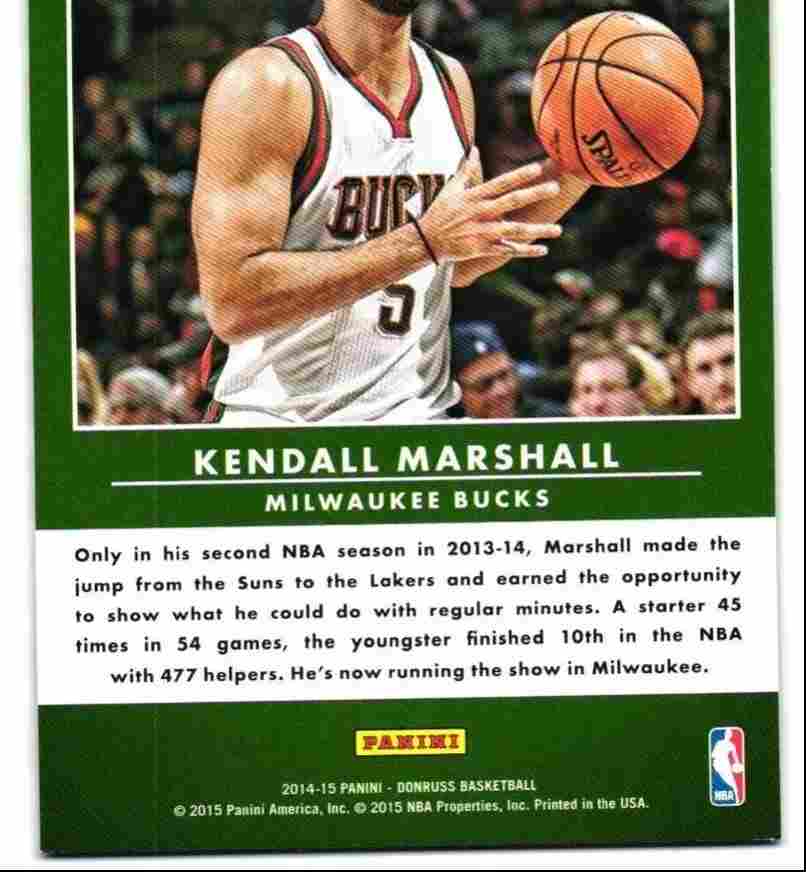 SPAL
BUCK
5
KENDALL MARSHALL
MILWAUKEE BUCKS
Only in his second NBA season in 2013-14, Marshall made the
jump from the Suns to the Lakers and earned the opportunity
to show what he could do with regular minutes. A starter 45
times in 54 games, the youngster finished 10th in the NBA
with 477 helpers. He's now running the show in Milwaukee.
PANINI
2014-15 PANINI - DONRUSS BASKETBALL
© 2015 Panini America, Inc. © 2015 NBA Properties, Inc. Printed in the USA.
NBA